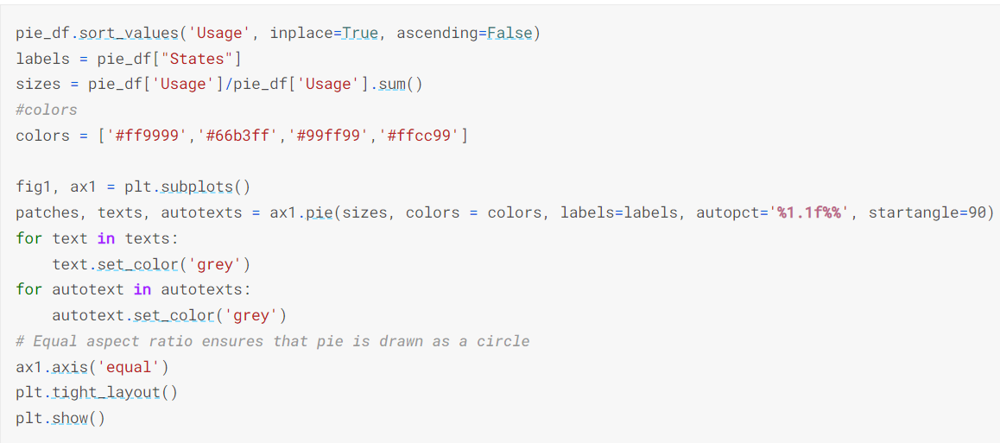 pie_df.sort_values('Usage', inplace=True, ascending=False)
labels = pie_df["States"]
sizes = pie_df['Usage']/pie_df['Usage'].sum()
#colors
colors = ['#ff9999','#66b3ff','#99ff99','#ffcc99']

fig1, ax1 = plt.subplots()
patches, texts, autotexts = ax1.pie(sizes, colors = colors, labels=labels, autopct='%1.1f%%', startangle=90)
for text in texts:
    text.set_color('grey')
for autotext in autotexts:
    autotext.set_color('grey')
# Equal aspect ratio ensures that pie is drawn as a circle
ax1.axis('equal')
plt.tight_layout()
plt.show()